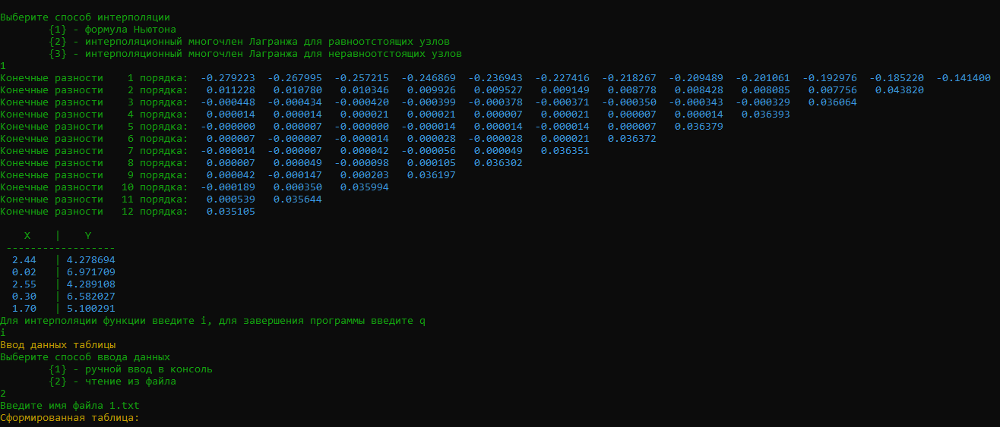 Выберите способ интерполяции
{1} - формула Ньютона
{2} - интерполяционный многочлен Лагранжа для равноотстоящих узлов
{3} - интерполяционный многочлен Лагранжа для неравноотстоящих узлов
1
Конечные разности 1 порядка: -0.279223 -0.267995 -0.257215 -0.246869 -0.236943 -0.227416 -0.218267 -0.209489 -0.201061 -0.192976 -0.185220 -0.141400
Конечные разности 2 порядка: 0.011228 0.010780 0.010346 0.009926 0.009527 0.009149 0.008778 0.008428 0.008085 0.007756 0.043820
Конечные разности 3 порядка: -0.000448 -0.000434 -0.000420 -0.000399 -0.000378 -0.000371 -0.000350 -0.000343 -0.000329 0.036064
Конечные разности 4 порядка: 0.000014 0.000014 0.000021 0.000021 0.000007 0.000021 0.000007 0.000014 0.036393
Конечные разности 5 порядка: -0.000000 0.000007 -0.000000 -0.000014 0.000014 -0.000014 0.000007 0.036379
Конечные разности 6 порядка: 0.000007 -0.000007 -0.000014 0.000028 -0.000028 0.000021 0.036372
Конечные разности 7 порядка: -0.000014 -0.000007 0.000042 -0.000056 0.000049 0.036351
Конечные разности 8 порядка: 0.000007 0.000049 -0.000098 0.000105 0.036302
Конечные разности 9 порядка: 0.000042 -0.000147 0.000203 0.036197
Конечные разности 10 порядка: -0.000189 0.000350 0.035994
Конечные разности 11 порядка: 0.000539 0.035644
Конечные разности 12 порядка: 0.035105
X | Y
------------------
2.44 | 4.278694
0.02 | 6.971709
2.55 | 4.289108
0.30 | 6.582027
1.70 | 5.100291
Для интерполяции функции введите i, для завершения программы введите q
i
Ввод данных таблицы
Выберите способ ввода данных
{1} - ручной ввод в консоль
{2} - чтение из файла
2
Введите имя файла 1.txt
Сформированная таблица: